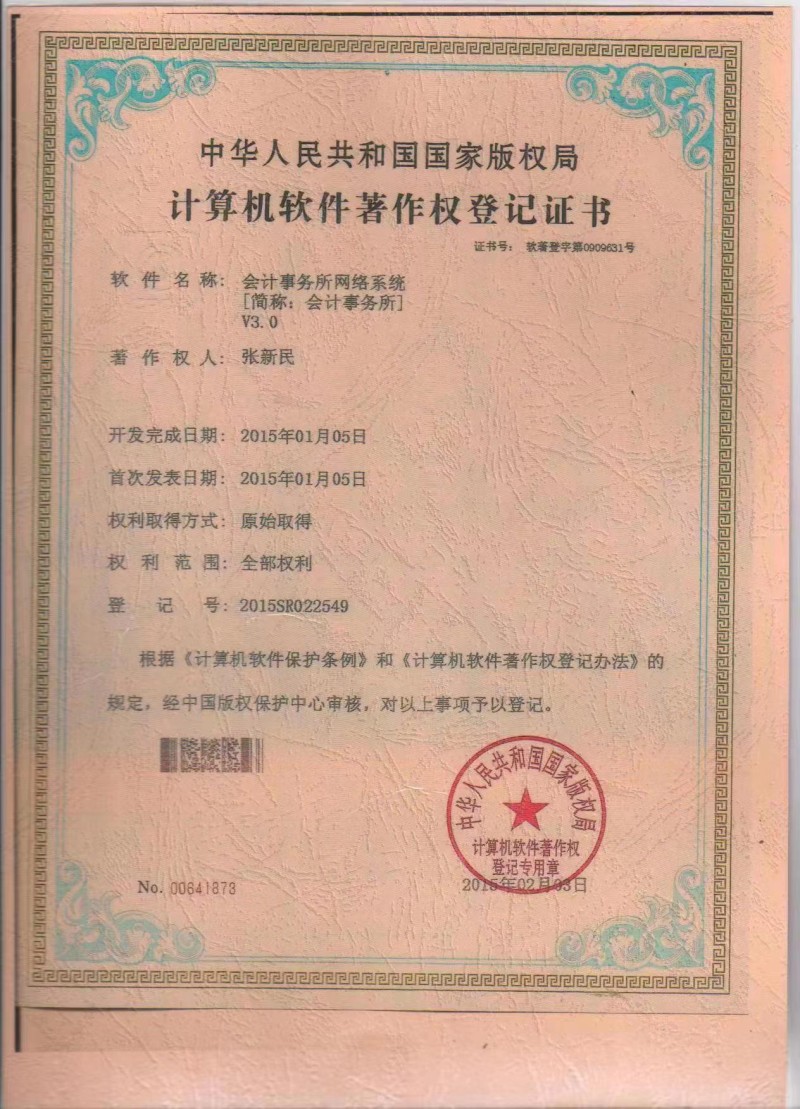 中华人民共和国国家版权局
计算机软件著作权登记证书
证书号： 软著登字第0909631号
软件名称： 会计事务所网络系统
[简称：会计事务所]
V3.0
著作权人： 张新民
开发完成日期： 2015年01月05日
首次发表日期： 2015年01月05日
权利取得方式： 原始取得
权利范围： 全部权利
登记号： 2015SR022549
根据《计算机软件保护条例》和《计算机软件著作权登记办法》的
规定，经中国版权保护中心审核，对以上事项予以登记。
中华人民共和国国家版权局
计算机软件著作权
登记专用章
No. 00641873
2015年02月03日